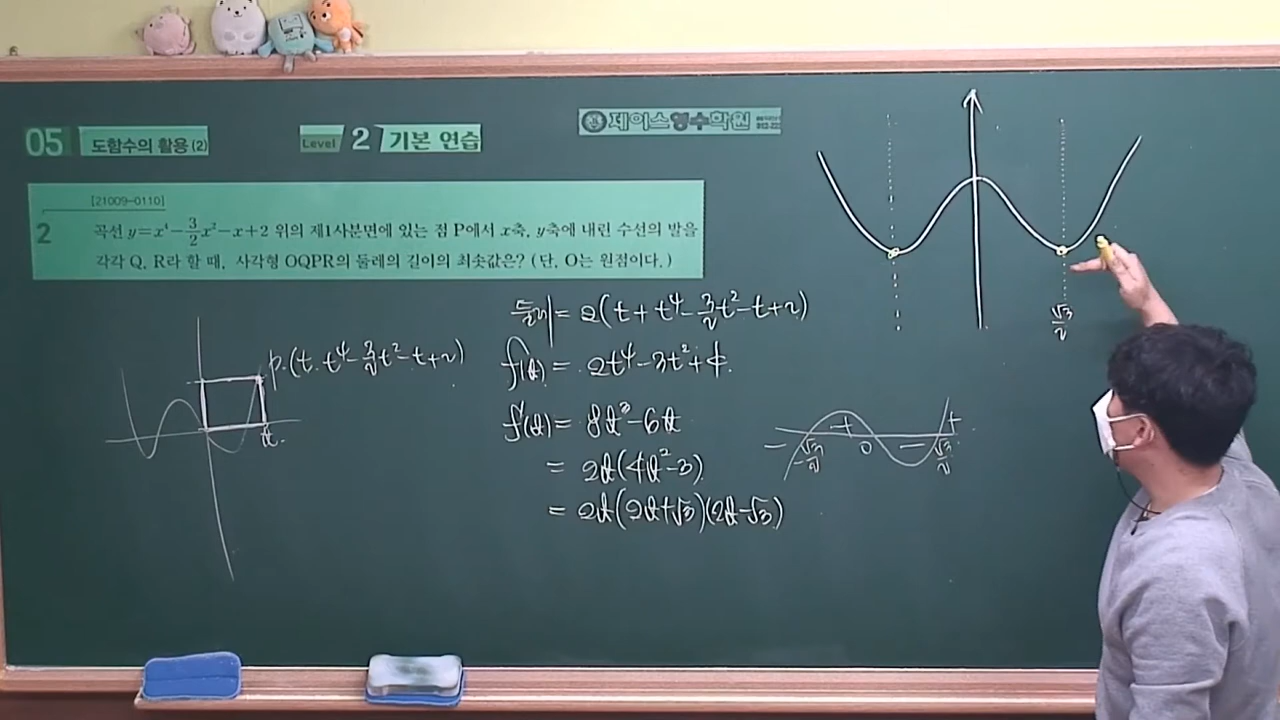 05 도함수의 활용 (2)
Level 2 기본 연습
제이스영수학원
[21009-0110]
2 곡선 y=x⁴-3/2x²-x+2 위의 제1사분면에 있는 점 P에서 x축, y축에 내린 수선의 발을
각각 Q, R라 할 때, 사각형 OQPR의 둘레의 길이의 최솟값은? (단, O는 원점이다.)
P(t, t⁴-3/2t²-t+2)
t
둘레 = 2(t+t⁴-3/2t²-t+2)
f(t) = 2t⁴-3t²+4
f'(t) = 8t³-6t
= 2t(4t²-3)
= 2t(2t+√3)(2t-√3)
- + - +
-√3/2 0 √3/2
√3/2